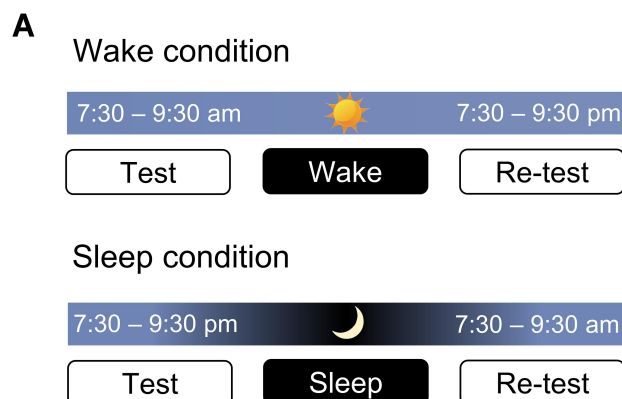 A
Wake condition
7:30 – 9:30 am 7:30 – 9:30 pm
Test Wake Re-test
Sleep condition
7:30 – 9:30 pm 7:30 – 9:30 am
Test Sleep Re-test